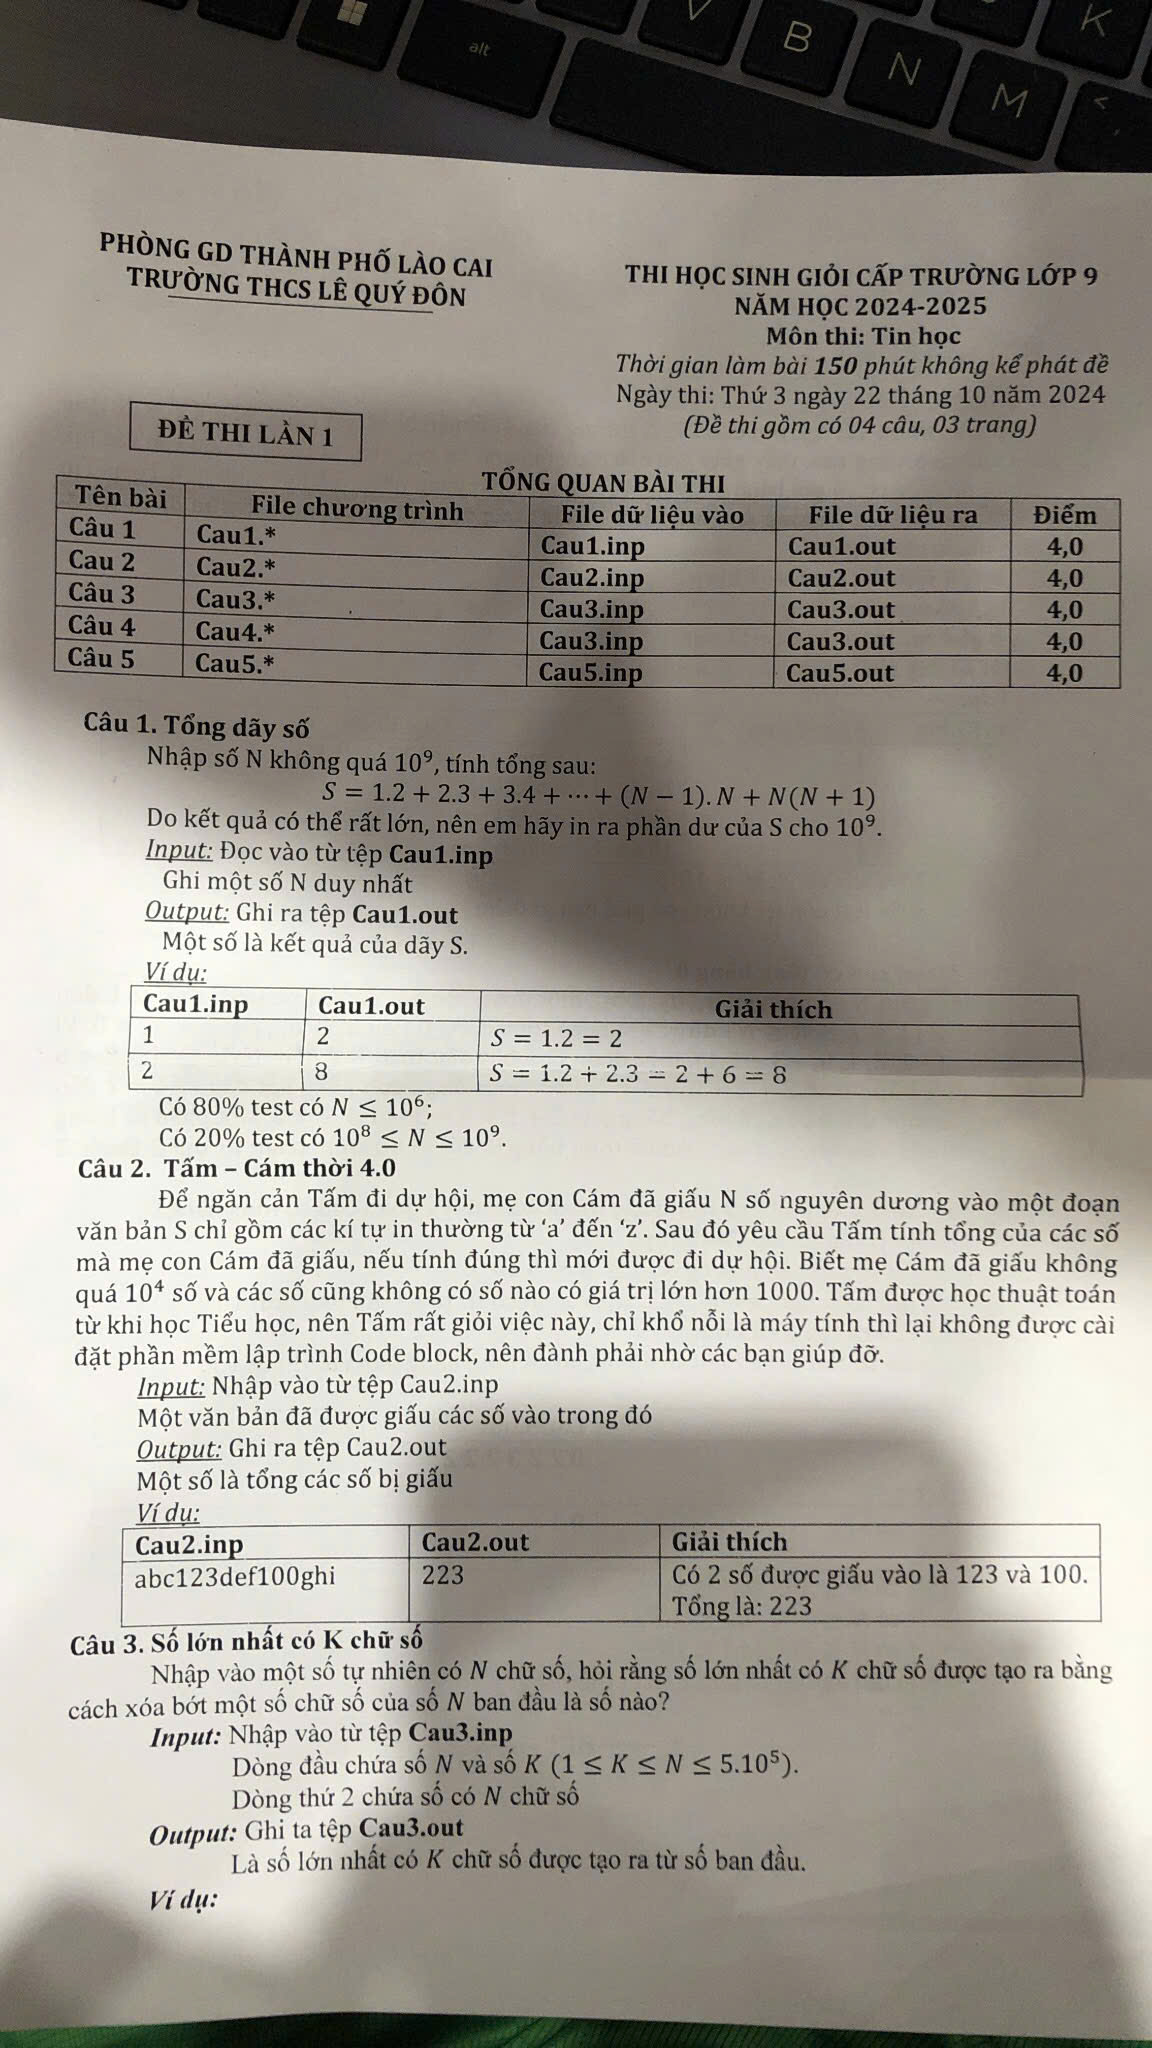 alt
V
B
N
M
K
<
,
PHÒNG GD THÀNH PHỐ LÀO CAI
TRƯỜNG THCS LÊ QUÝ ĐÔN
THI HỌC SINH GIỎI CẤP TRƯỜNG LỚP 9
NĂM HỌC 2024-2025
Môn thi: Tin học
Thời gian làm bài 150 phút không kể phát đề
Ngày thi: Thứ 3 ngày 22 tháng 10 năm 2024
(Đề thi gồm có 04 câu, 03 trang)
ĐỀ THI LẦN 1
TỔNG QUAN BÀI THI
Tên bài File chương trình File dữ liệu vào File dữ liệu ra Điểm
Câu 1 Cau1.* Cau1.inp Cau1.out 4,0
Cau 2 Cau2.* Cau2.inp Cau2.out 4,0
Câu 3 Cau3.* Cau3.inp Cau3.out 4,0
Câu 4 Cau4.* Cau3.inp Cau3.out 4,0
Câu 5 Cau5.* Cau5.inp Cau5.out 4,0
Câu 1. Tổng dãy số
Nhập số N không quá 10⁹, tính tổng sau:
S = 1.2 + 2.3 + 3.4 + ⋯ + (N − 1). N + N(N + 1)
Do kết quả có thể rất lớn, nên em hãy in ra phần dư của S cho 10⁹.
Input: Đọc vào từ tệp Cau1.inp
Ghi một số N duy nhất
Output: Ghi ra tệp Cau1.out
Một số là kết quả của dãy S.
Ví dụ:
Cau1.inp Cau1.out Giải thích
1 2 S = 1.2 = 2
2 8 S = 1.2 + 2.3 = 2 + 6 = 8
Có 80% test có N ≤ 10⁶;
Có 20% test có 10⁸ ≤ N ≤ 10⁹.
Câu 2. Tấm – Cám thời 4.0
Để ngăn cản Tấm đi dự hội, mẹ con Cám đã giấu N số nguyên dương vào một đoạn
văn bản S chỉ gồm các kí tự in thường từ ‘a’ đến ‘z’. Sau đó yêu cầu Tấm tính tổng của các số
mà mẹ con Cám đã giấu, nếu tính đúng thì mới được đi dự hội. Biết mẹ Cám đã giấu không
quá 10⁴ số và các số cũng không có số nào có giá trị lớn hơn 1000. Tấm được học thuật toán
từ khi học Tiểu học, nên Tấm rất giỏi việc này, chỉ khổ nỗi là máy tính thì lại không được cài
đặt phần mềm lập trình Code block, nên đành phải nhờ các bạn giúp đỡ.
Input: Nhập vào từ tệp Cau2.inp
Một văn bản đã được giấu các số vào trong đó
Output: Ghi ra tệp Cau2.out
Một số là tổng các số bị giấu
Ví dụ:
Cau2.inp Cau2.out Giải thích
abc123def100ghi 223 Có 2 số được giấu vào là 123 và 100.
Tổng là: 223
Câu 3. Số lớn nhất có K chữ số
Nhập vào một số tự nhiên có N chữ số, hỏi rằng số lớn nhất có K chữ số được tạo ra bằng
cách xóa bớt một số chữ số của số N ban đầu là số nào?
Input: Nhập vào từ tệp Cau3.inp
Dòng đầu chứa số N và số K (1 ≤ K ≤ N ≤ 5.10⁵).
Dòng thứ 2 chứa số có N chữ số
Output: Ghi ta tệp Cau3.out
Là số lớn nhất có K chữ số được tạo ra từ số ban đầu.
Ví dụ: